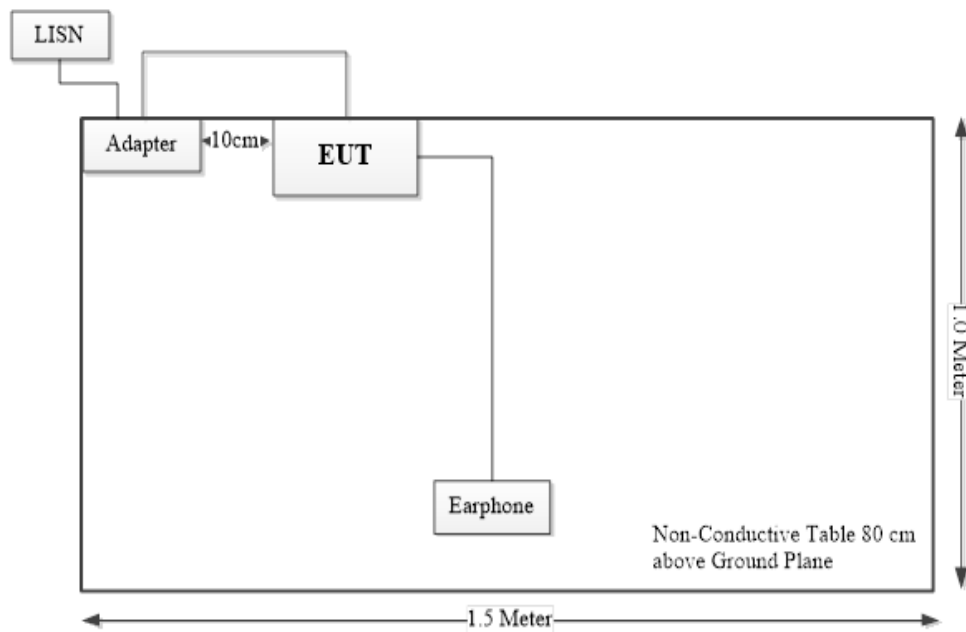 LISN
Adapter
10cm
EUT
Earphone
Non-Conductive Table 80 cm
above Ground Plane
1.0 Meter
1.5 Meter